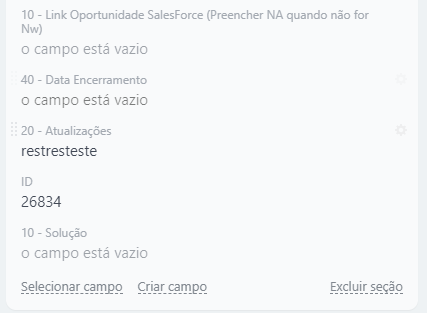 10 - Link Oportunidade SalesForce (Preencher NA quando não for
Nw)
o campo está vazio
40 - Data Encerramento
o campo está vazio
20 - Atualizações
restresteste
ID
26834
10 - Solução
o campo está vazio
Selecionar campo Criar campo Excluir seção